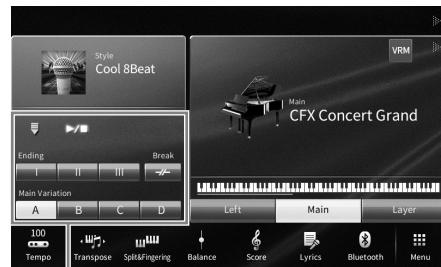 Style
Cool 8Beat
VRM
Main
CFX Concert Grand
Ending
Break
I II III
Main Variation
A B C D
Left Main Layer
100
Tempo
Transpose
Split&Fingering
Balance
Score
Lyrics
Bluetooth
Menu